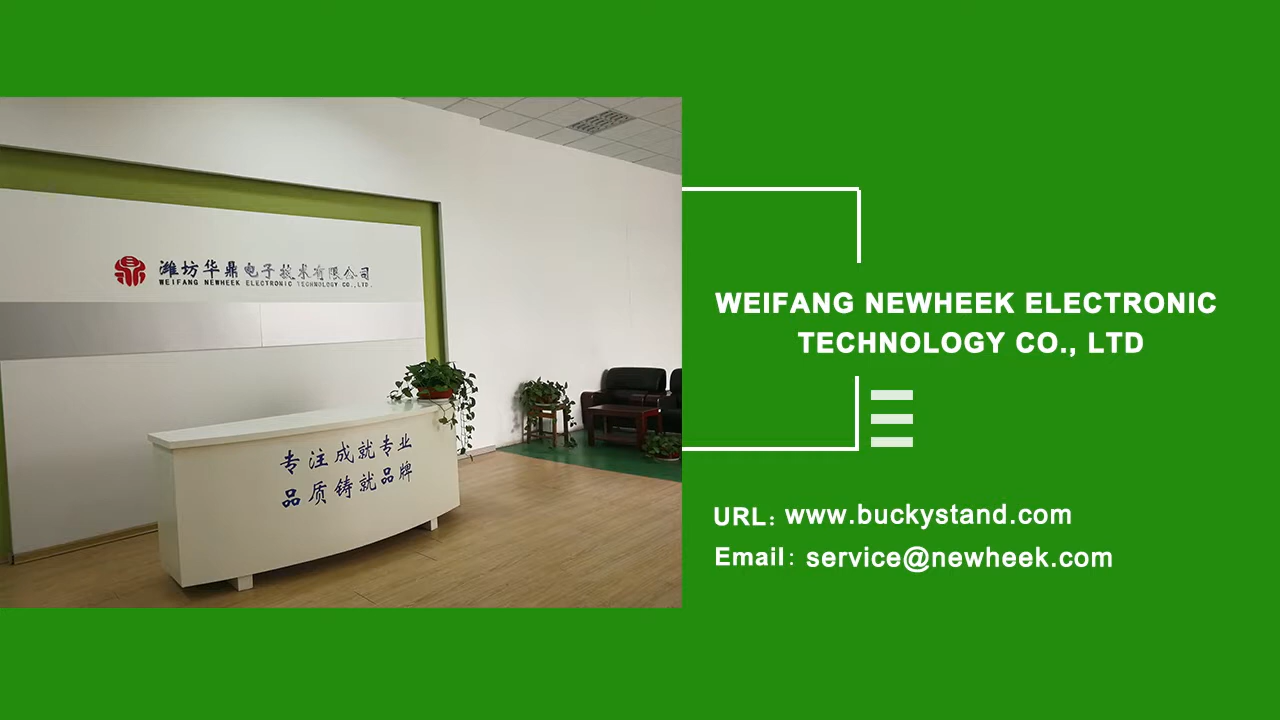 潍坊华鼎电子技术有限公司
WEIFANG NEWHEEK ELECTRONIC TECHNOLOGY CO.,LTD.
专注成就专业
品质铸就品牌
WEIFANG NEWHEEK ELECTRONIC
TECHNOLOGY CO., LTD
URL: www.buckystand.com
Email: service@newheek.com